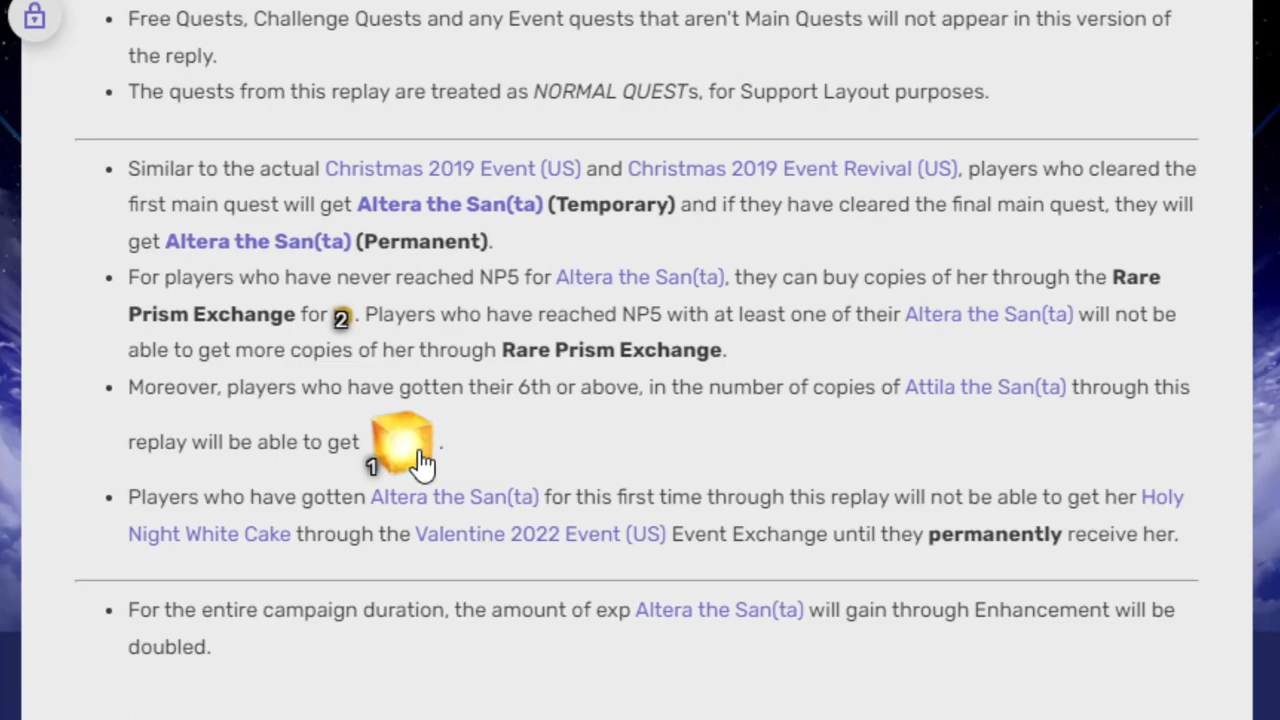 Free Quests, Challenge Quests and any Event quests that aren't Main Quests will not appear in this version of
the reply.
The quests from this replay are treated as NORMAL QUESTs, for Support Layout purposes.
Similar to the actual Christmas 2019 Event (US) and Christmas 2019 Event Revival (US), players who cleared the
first main quest will get Altera the San(ta) (Temporary) and if they have cleared the final main quest, they will
get Altera the San(ta) (Permanent).
For players who have never reached NP5 for Altera the San(ta), they can buy copies of her through the Rare
Prism Exchange for 2. Players who have reached NP5 with at least one of their Altera the San(ta) will not be
able to get more copies of her through Rare Prism Exchange.
Moreover, players who have gotten their 6th or above, in the number of copies of Attila the San(ta) through this
replay will be able to get 1.
Players who have gotten Altera the San(ta) for this first time through this replay will not be able to get her Holy
Night White Cake through the Valentine 2022 Event (US) Event Exchange until they permanently receive her.
For the entire campaign duration, the amount of exp Altera the San(ta) will gain through Enhancement will be
doubled.